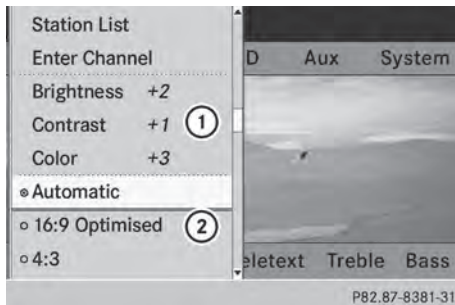 Station List
Enter Channel
D Aux System
Brightness +2
Contrast +1 1
Color +3
Automatic
16:9 Optimised 2
4:3
eletext Treble Bass
P82.87-8381-31